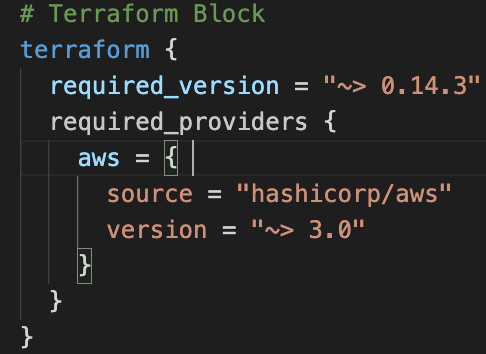 # Terraform Block
terraform {
required_version = "~> 0.14.3"
required_providers {
aws = {
source = "hashicorp/aws"
version = "~> 3.0"
}
}
}